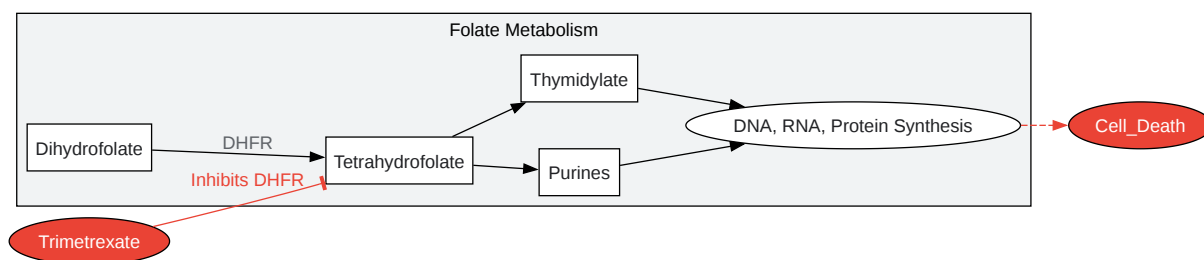 Folate Metabolism
Thymidylate
Dihydrofolate
DHFR
Tetrahydrofolate
Inhibits DHFR
Purines
DNA, RNA, Protein Synthesis
Cell_Death
Trimetrexate